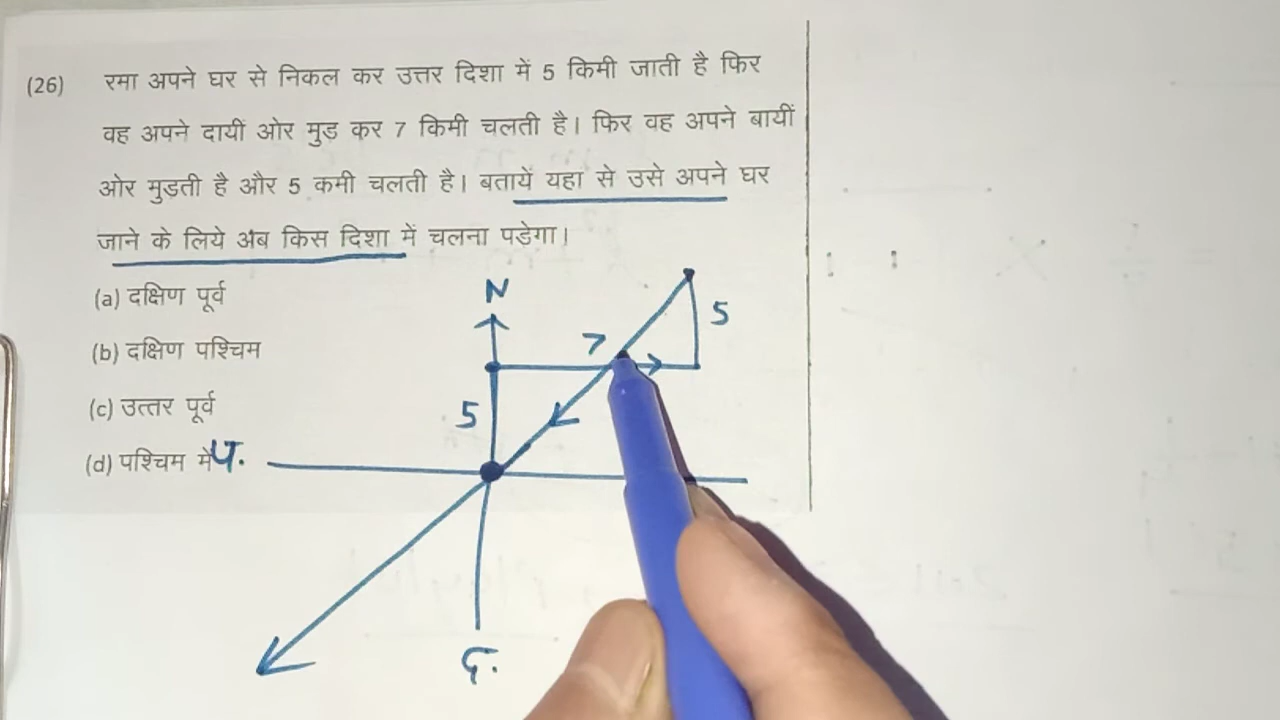 (26) रमा अपने घर से निकल कर उत्तर दिशा में 5 किमी जाती है फिर
वह अपने दायीं ओर मुड़ कर 7 किमी चलती है। फिर वह अपने बायीं
ओर मुड़ती है और 5 कमी चलती है। बतायें यहा से उसे अपने घर
जाने के लिये अब किस दिशा में चलना पडेगा।
(a) दक्षिण पूर्व
(b) दक्षिण पश्चिम
(c) उत्तर पूर्व
(d) पश्चिम में
N
7
5
5
प.
द.